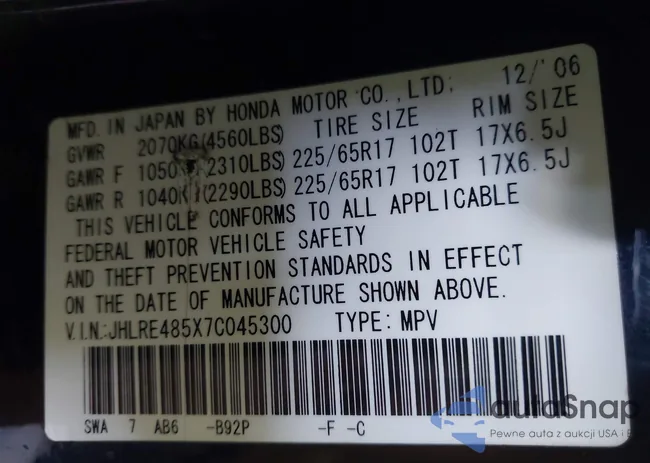 MFD. IN JAPAN BY HONDA MOTOR CO., LTD; 12/'06
GVWR 2070KG(4560LBS) TIRE SIZE RIM SIZE
GAWR F 1050 (2310LBS) 225/65R17 102T 17X6.5J
GAWR R 1040K (2290LBS) 225/65R17 102T 17X6.5J
THIS VEHICLE CONFORMS TO ALL APPLICABLE
FEDERAL MOTOR VEHICLE SAFETY
AND THEFT PREVENTION STANDARDS IN EFFECT
ON THE DATE OF MANUFACTURE SHOWN ABOVE.
V.I.N.:JHLRE485X7C045300 TYPE: MPV
SWA 7 AB6 -B92P -F -C
autoSnap
Pewne auta z aukcji USA i